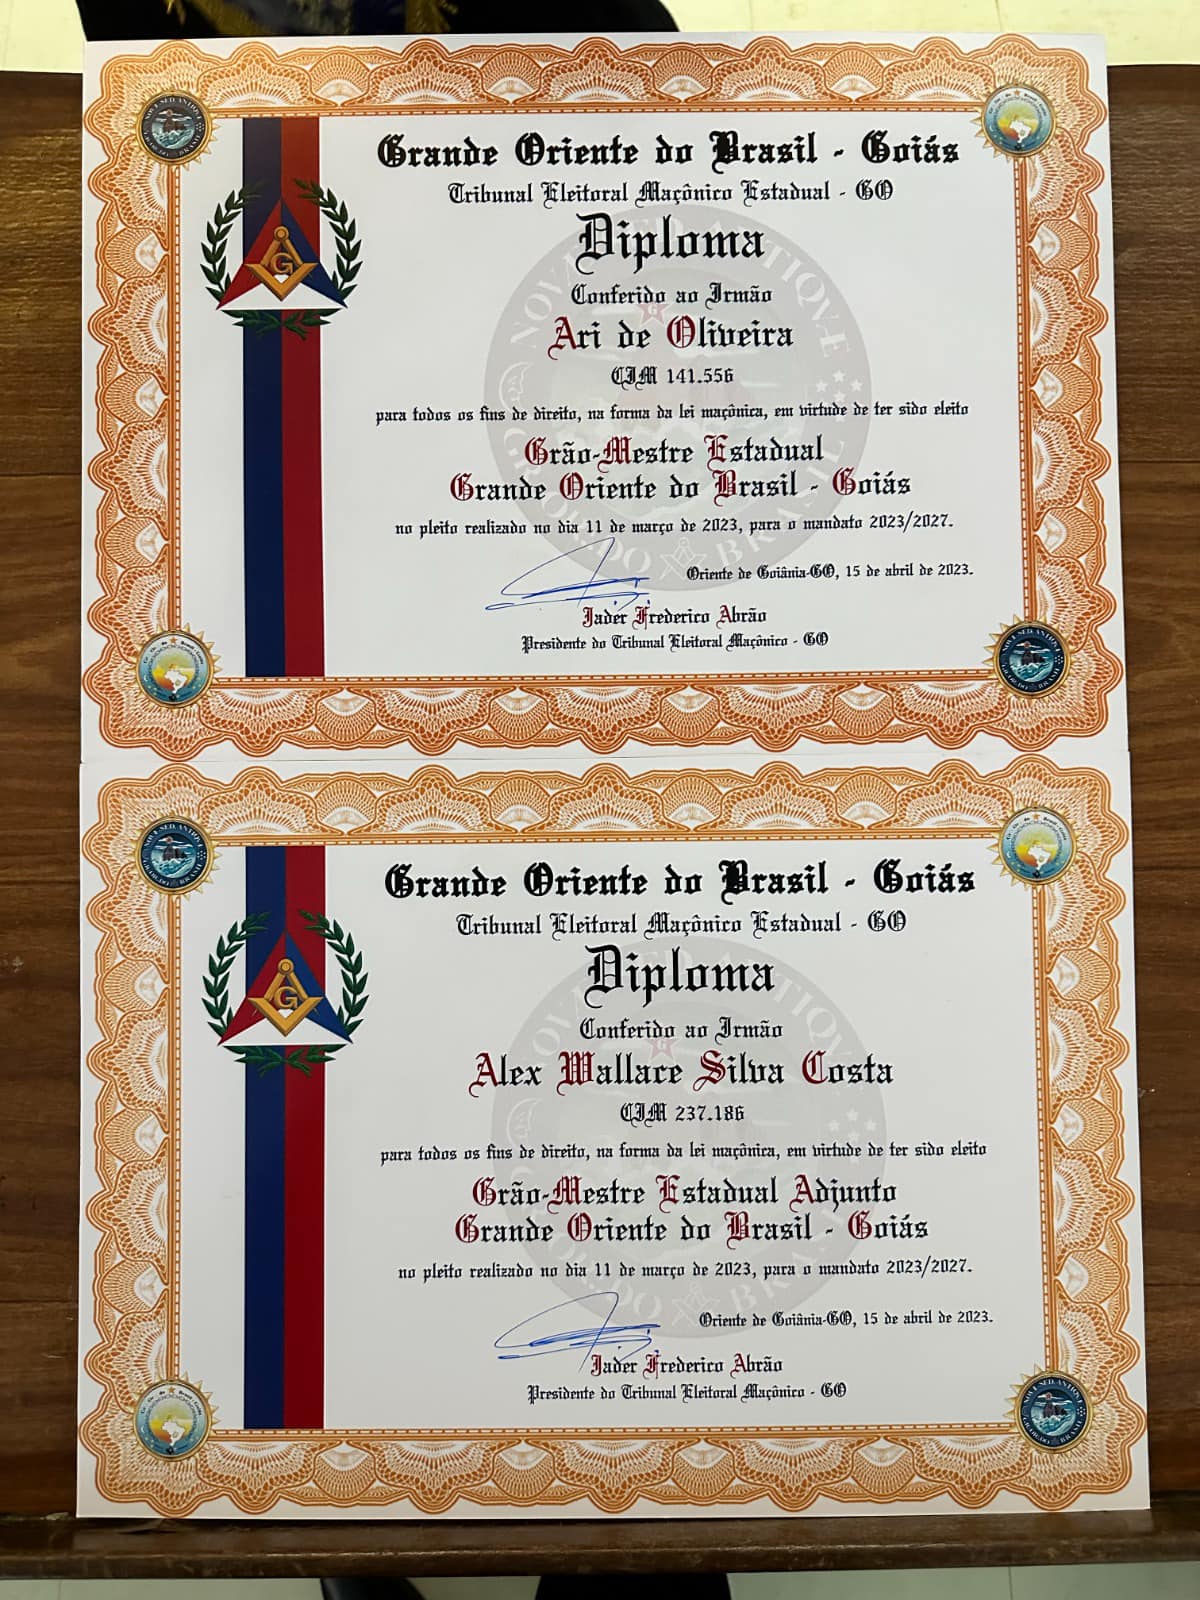 Grande Oriente do Brasil - Goiás
Tribunal Eleitoral Maçônico Estadual - GO
Diploma
Conferido ao Irmão
Ari de Oliveira
CIM 141.556
para todos os fins de direito, na forma da lei maçônica, em virtude de ter sido eleito
Grão-Mestre Estadual
Grande Oriente do Brasil - Goiás
no pleito realizado no dia 11 de março de 2023, para o mandato 2023/2027.
Oriente de Goiânia-GO, 15 de abril de 2023.
Jader Frederico Abrão
Presidente do Tribunal Eleitoral Maçônico - GO
Grande Oriente do Brasil - Goiás
Tribunal Eleitoral Maçônico Estadual - GO
Diploma
Conferido ao Irmão
Alex Wallace Silva Costa
CIM 237.186
para todos os fins de direito, na forma da lei maçônica, em virtude de ter sido eleito
Grão-Mestre Estadual Adjunto
Grande Oriente do Brasil - Goiás
no pleito realizado no dia 11 de março de 2023, para o mandato 2023/2027.
Oriente de Goiânia-GO, 15 de abril de 2023.
Jader Frederico Abrão
Presidente do Tribunal Eleitoral Maçônico - GO